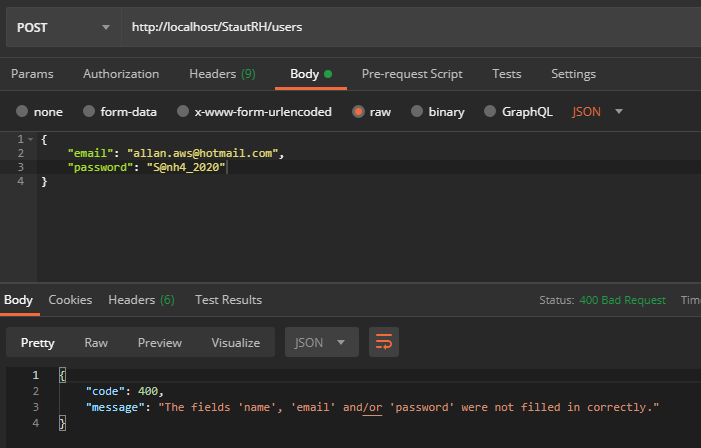 POST http://localhost/StautRH/users
Params Authorization Headers (9) Body Pre-request Script Tests Settings
none form-data x-www-form-urlencoded raw binary GraphQL JSON
1 {
2 "email": "allan.aws@hotmail.com",
3 "password": "S@nh4_2020"
4 }
Body Cookies Headers (6) Test Results Status: 400 Bad Request Tim
Pretty Raw Preview Visualize JSON
1 {
2 "code": 400,
3 "message": "The fields 'name', 'email' and/or 'password' were not filled in correctly."
4 }